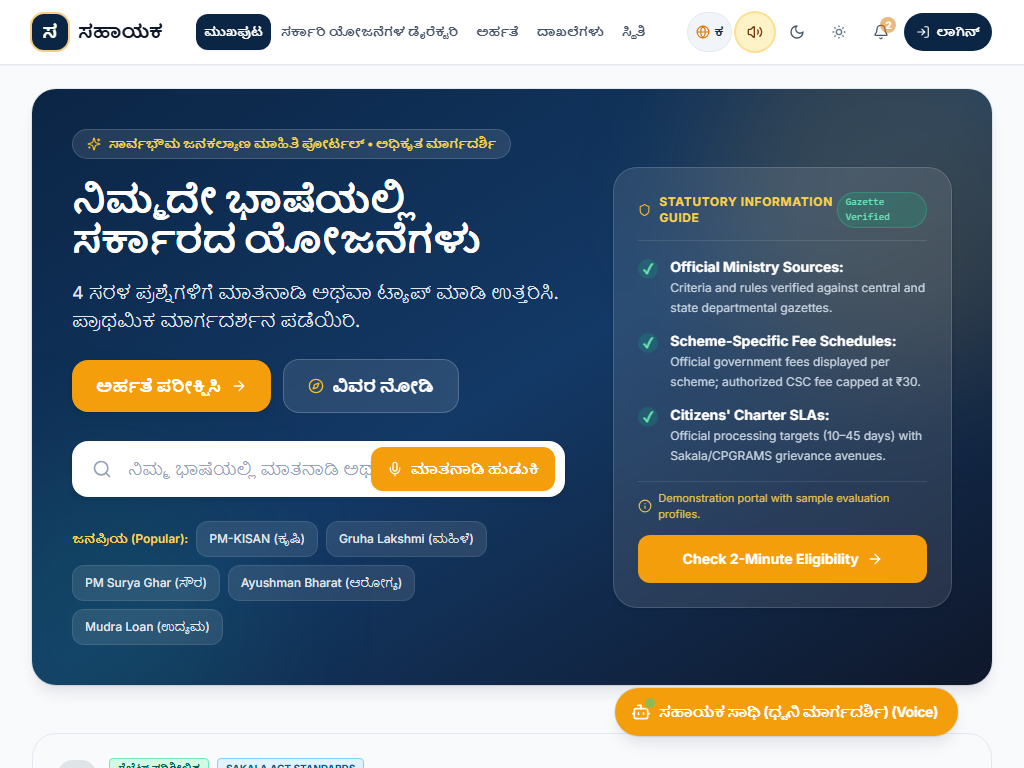 ಸ ಸಹಾಯಕ
ಮುಖಪುಟ
ಸರ್ಕಾರಿ ಯೋಜನೆಗಳ ಡೈರೆಕ್ಟರಿ
ಅರ್ಹತೆ
ದಾಖಲೆಗಳು
ಸ್ಥಿತಿ
ಕ
2
ಲಾಗಿನ್
ಸಾರ್ವಭೌಮ ಜನಕಲ್ಯಾಣ ಮಾಹಿತಿ ಪೋರ್ಟಲ್ • ಅಧಿಕೃತ ಮಾರ್ಗದರ್ಶಿ
ನಿಮ್ಮದೇ ಭಾಷೆಯಲ್ಲಿ
ಸರ್ಕಾರದ ಯೋಜನೆಗಳು
4 ಸರಳ ಪ್ರಶ್ನೆಗಳಿಗೆ ಮಾತನಾಡಿ ಅಥವಾ ಟ್ಯಾಪ್ ಮಾಡಿ ಉತ್ತರಿಸಿ.
ಪ್ರಾಥಮಿಕ ಮಾರ್ಗದರ್ಶನ ಪಡೆಯಿರಿ.
ಅರ್ಹತೆ ಪರೀಕ್ಷಿಸಿ →
ವಿವರ ನೋಡಿ
ನಿಮ್ಮ ಭಾಷೆಯಲ್ಲಿ ಮಾತನಾಡಿ
ಮಾತನಾಡಿ ಹುಡುಕಿ
ಜನಪ್ರಿಯ (Popular):
PM-KISAN (ಕೃಷಿ)
Gruha Lakshmi (ಮಹಿಳೆ)
PM Surya Ghar (ಸೌರ)
Ayushman Bharat (ಆರೋಗ್ಯ)
Mudra Loan (ಉದ್ಯಮ)
STATUTORY INFORMATION
GUIDE
Gazette
Verified
Official Ministry Sources:
Criteria and rules verified against central and
state departmental gazettes.
Scheme-Specific Fee Schedules:
Official government fees displayed per
scheme; authorized CSC fee capped at ₹30.
Citizens' Charter SLAs:
Official processing targets (10–45 days) with
Sakala/CPGRAMS grievance avenues.
Demonstration portal with sample evaluation
profiles.
Check 2-Minute Eligibility →
ಸಹಾಯಕ ಸಾಥಿ (ಧ್ವನಿ ಮಾರ್ಗದರ್ಶಿ) (Voice)
SAKALA ACT STANDARDS